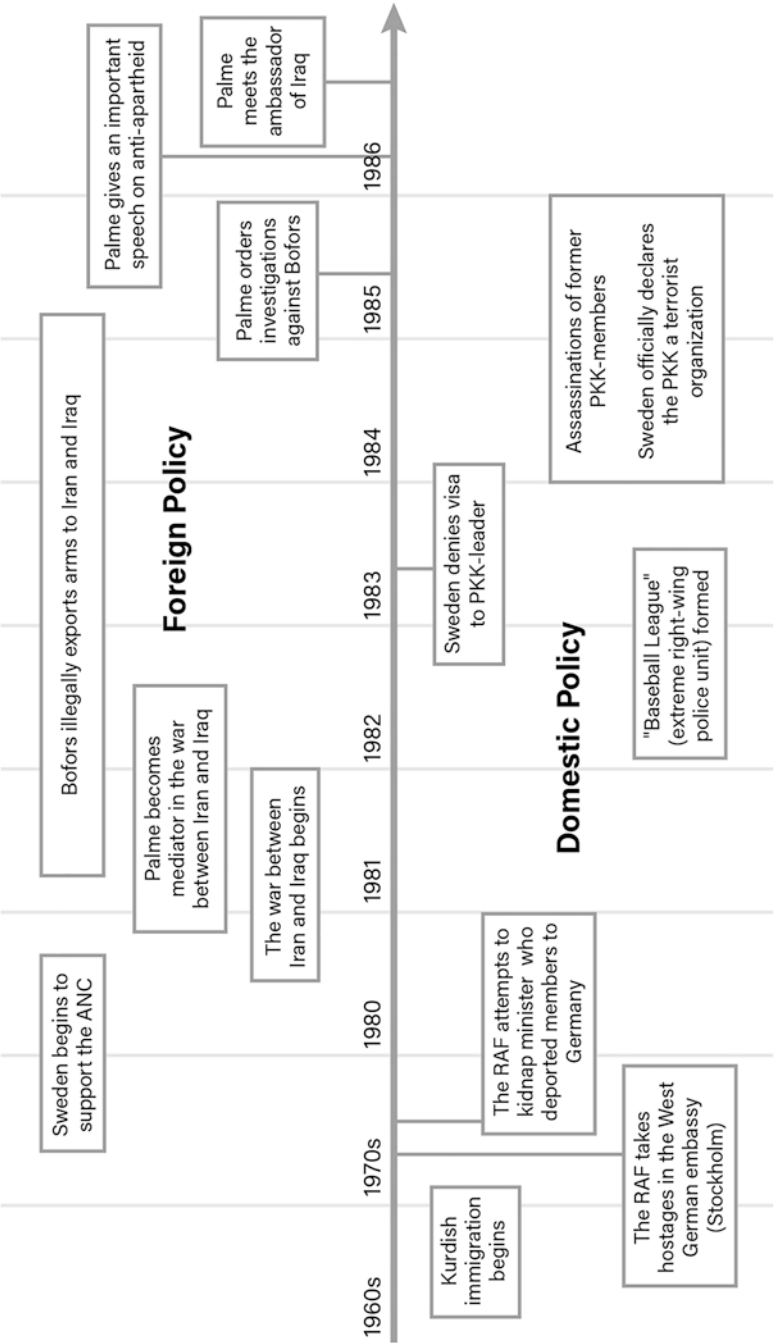 Sweden begins to
support the ANC
Bofors illegally exports arms to Iran and Iraq
Palme gives an important
speech on anti-apartheid
Palme becomes
mediator in the war
between Iran and Iraq
Foreign Policy
Palme meets the
ambassador
of Iraq
The war between
Iran and Iraq begins
Palme orders
investigations
against Bofors
1960s
1970s
1980
1981
1982
1983
1984
1985
1986
Kurdish
immigration
begins
The RAF attempts to
kidnap minister who
deported members to
Germany
Sweden denies visa
to PKK-leader
Domestic Policy
The RAF takes
hostages in the West
German embassy
(Stockholm)
"Baseball League"
(extreme right-wing
police unit) formed
Assassinations of former
PKK-members
Sweden officially declares
the PKK a terrorist
organization